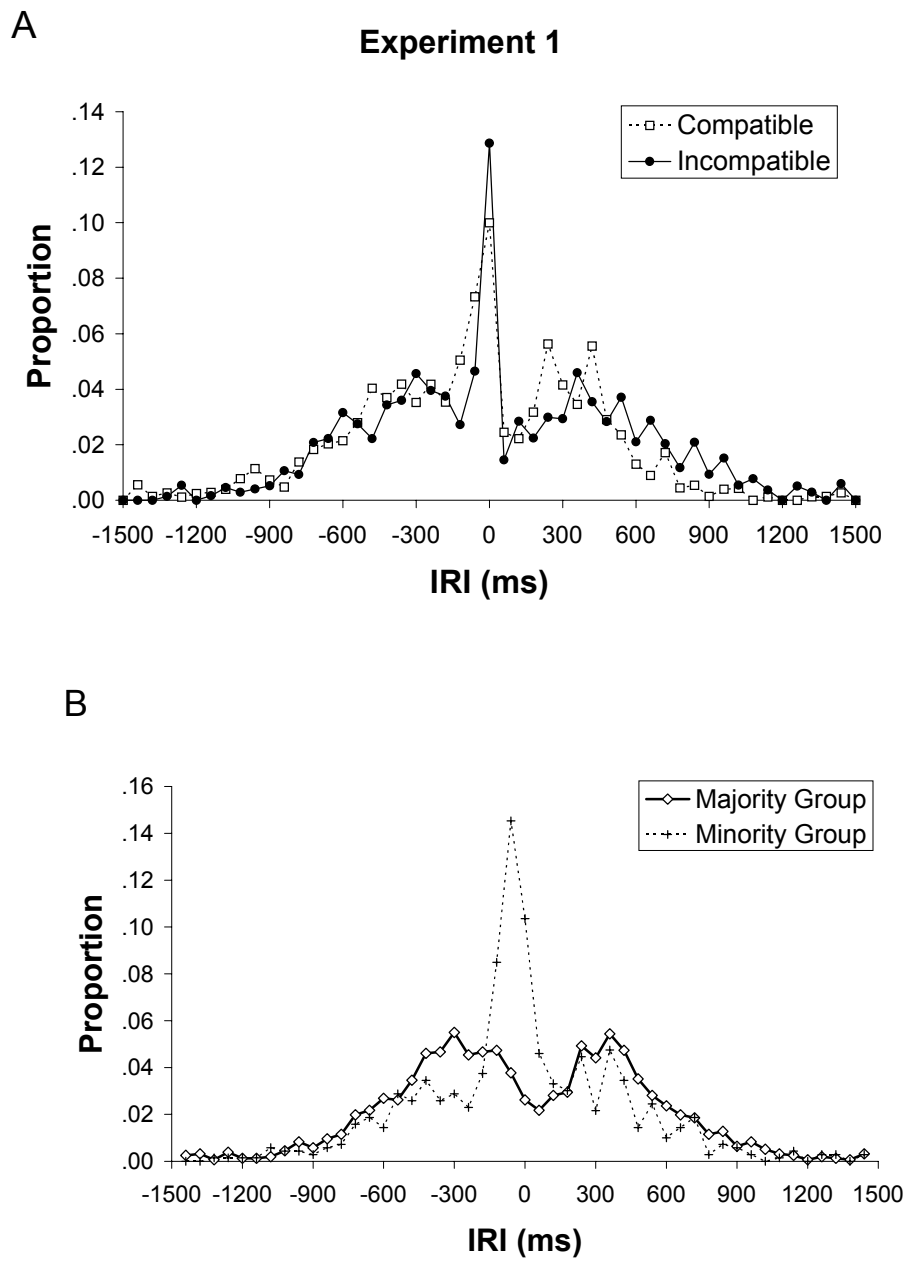 A
Experiment 1
.14
.12
.10
.08
.06
.04
.02
.00
Proportion
Compatible
Incompatible
-1500 -1200 -900 -600 -300 0 300 600 900 1200 1500
IRI (ms)
B
.16
.14
.12
.10
.08
.06
.04
.02
.00
Proportion
Majority Group
Minority Group
-1500 -1200 -900 -600 -300 0 300 600 900 1200 1500
IRI (ms)